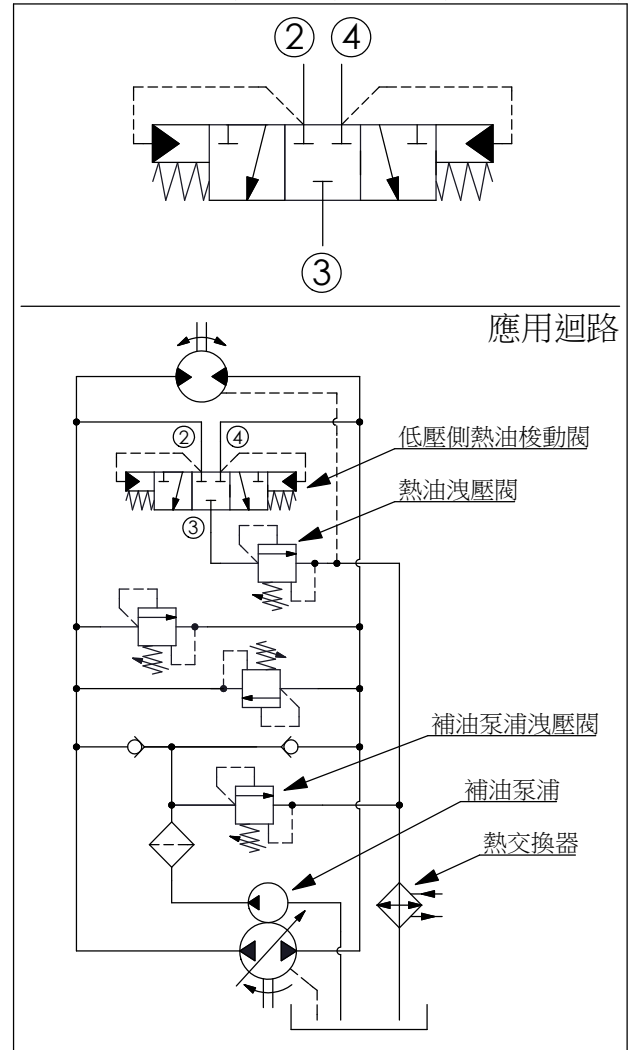 ② ④
③
應用迴路
② ④
低壓側熱油梭動閥
③
熱油洩壓閥
補油泵浦洩壓閥
補油泵浦
熱交換器